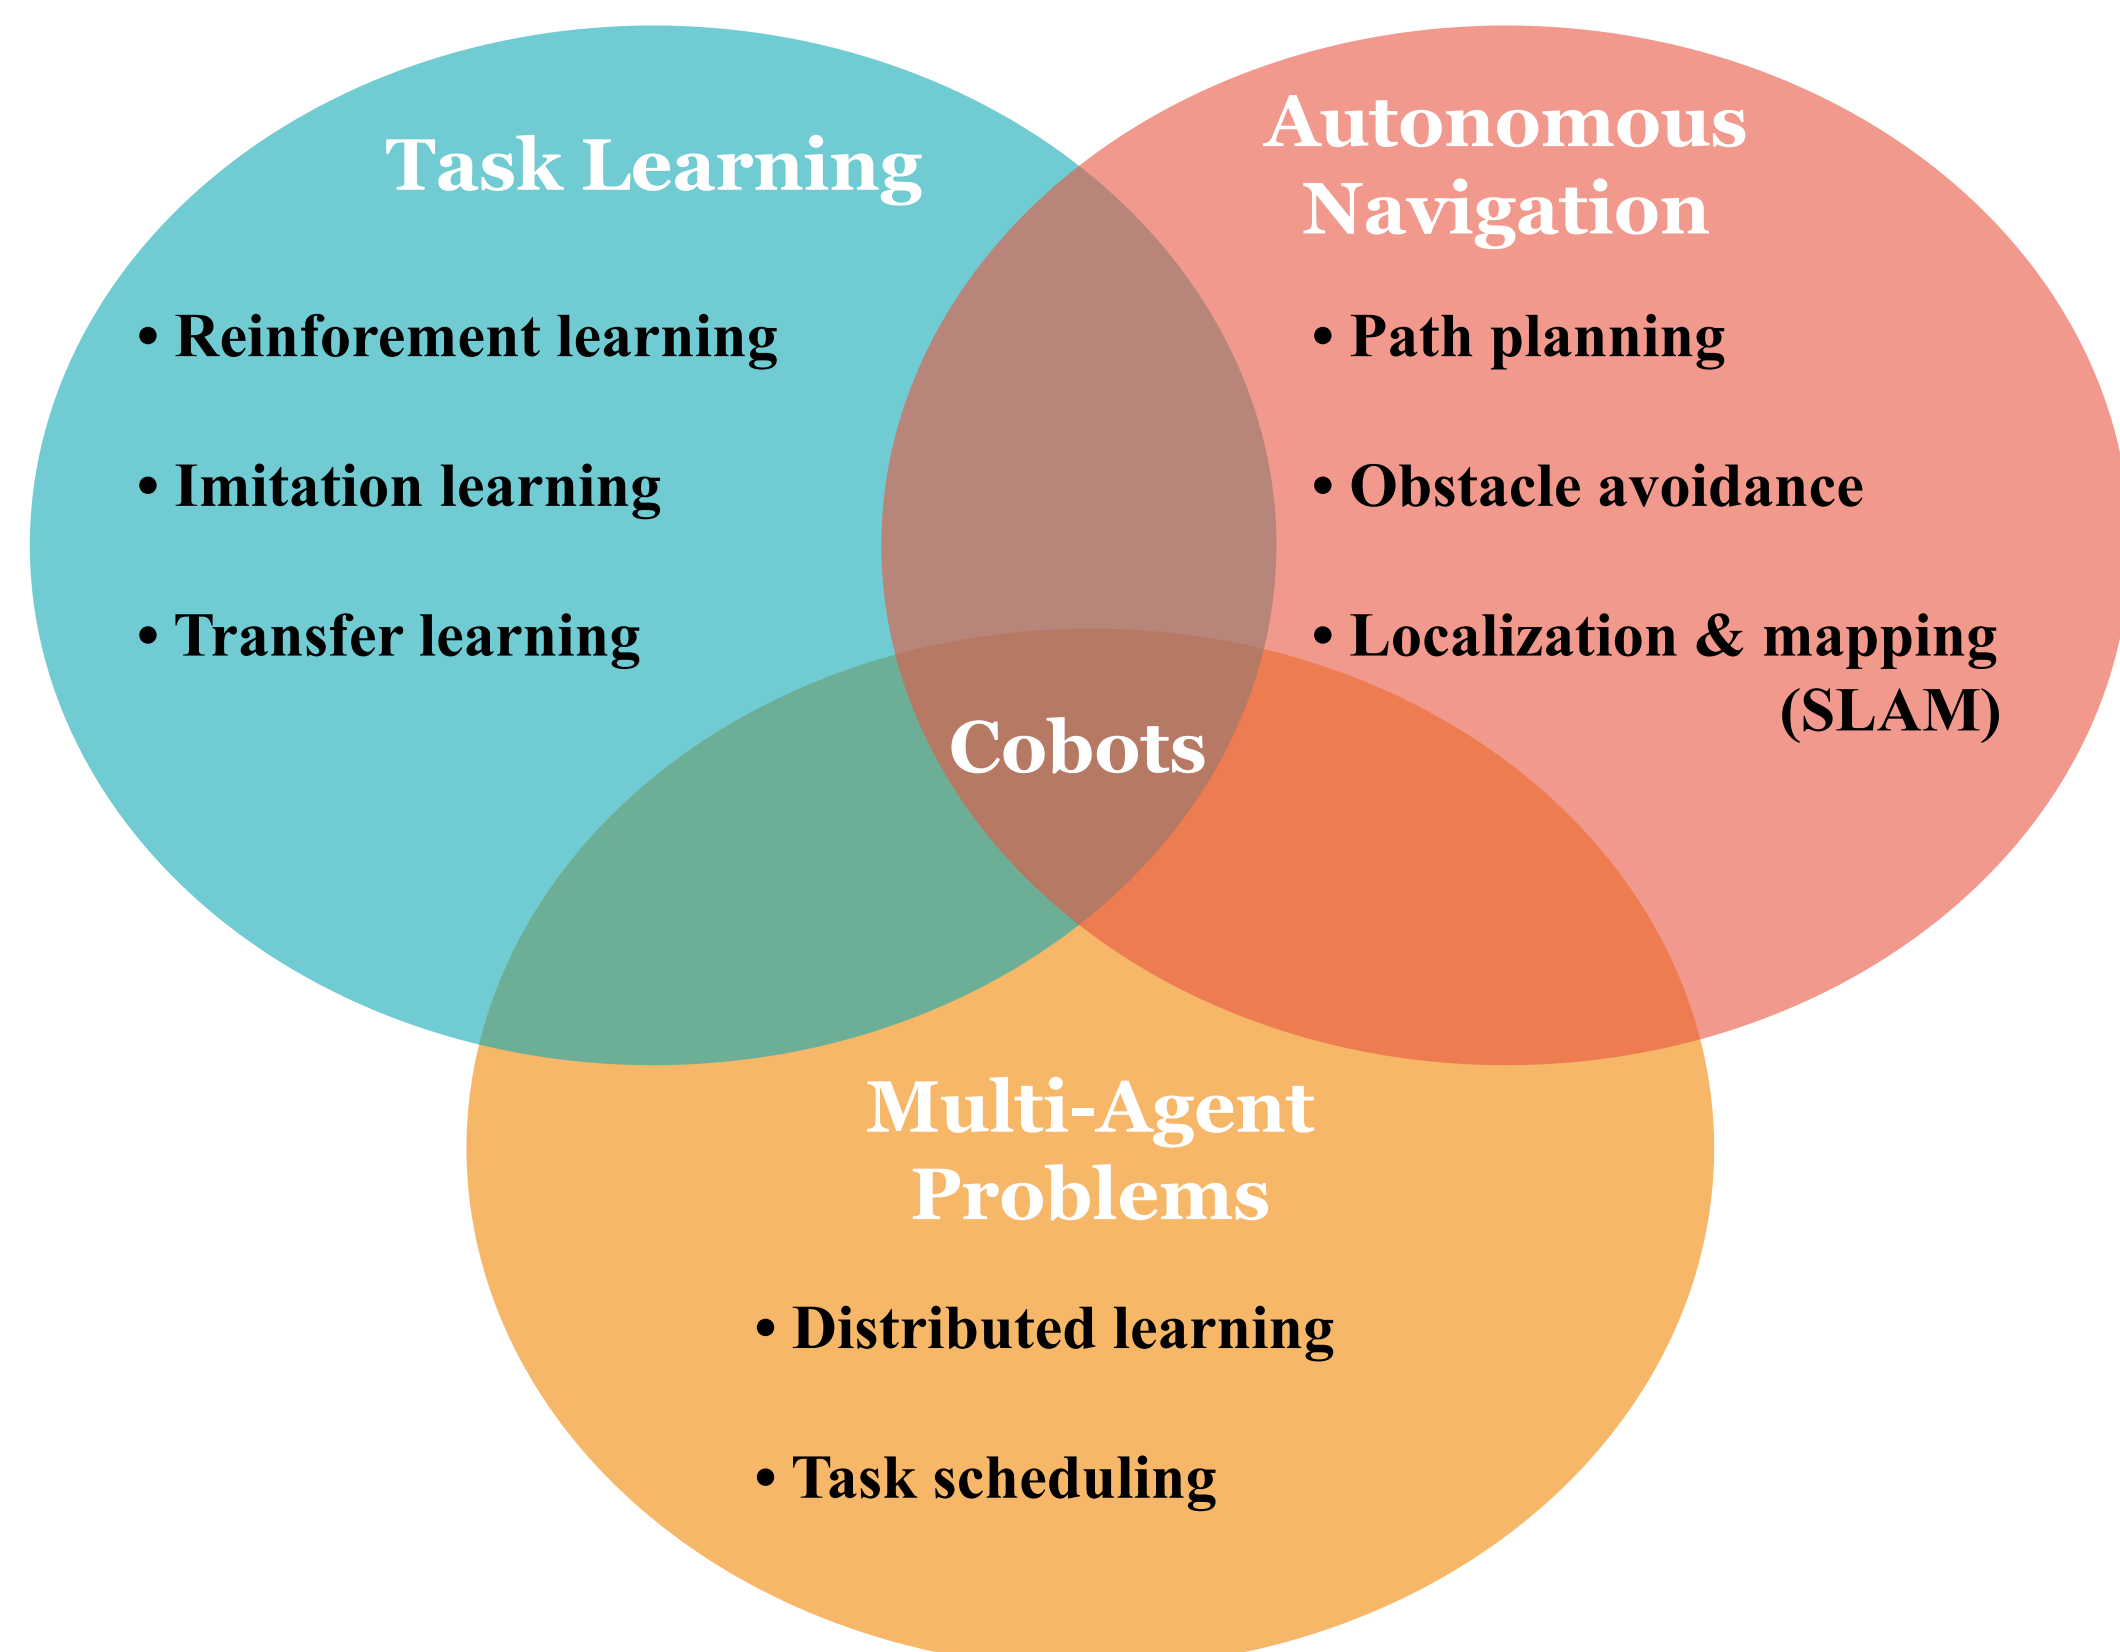 Task Learning
• Reinforement learning
• Imitation learning
• Transfer learning
Autonomous
Navigation
• Path planning
• Obstacle avoidance
• Localization & mapping
(SLAM)
Cobots
Multi-Agent
Problems
• Distributed learning
• Task scheduling